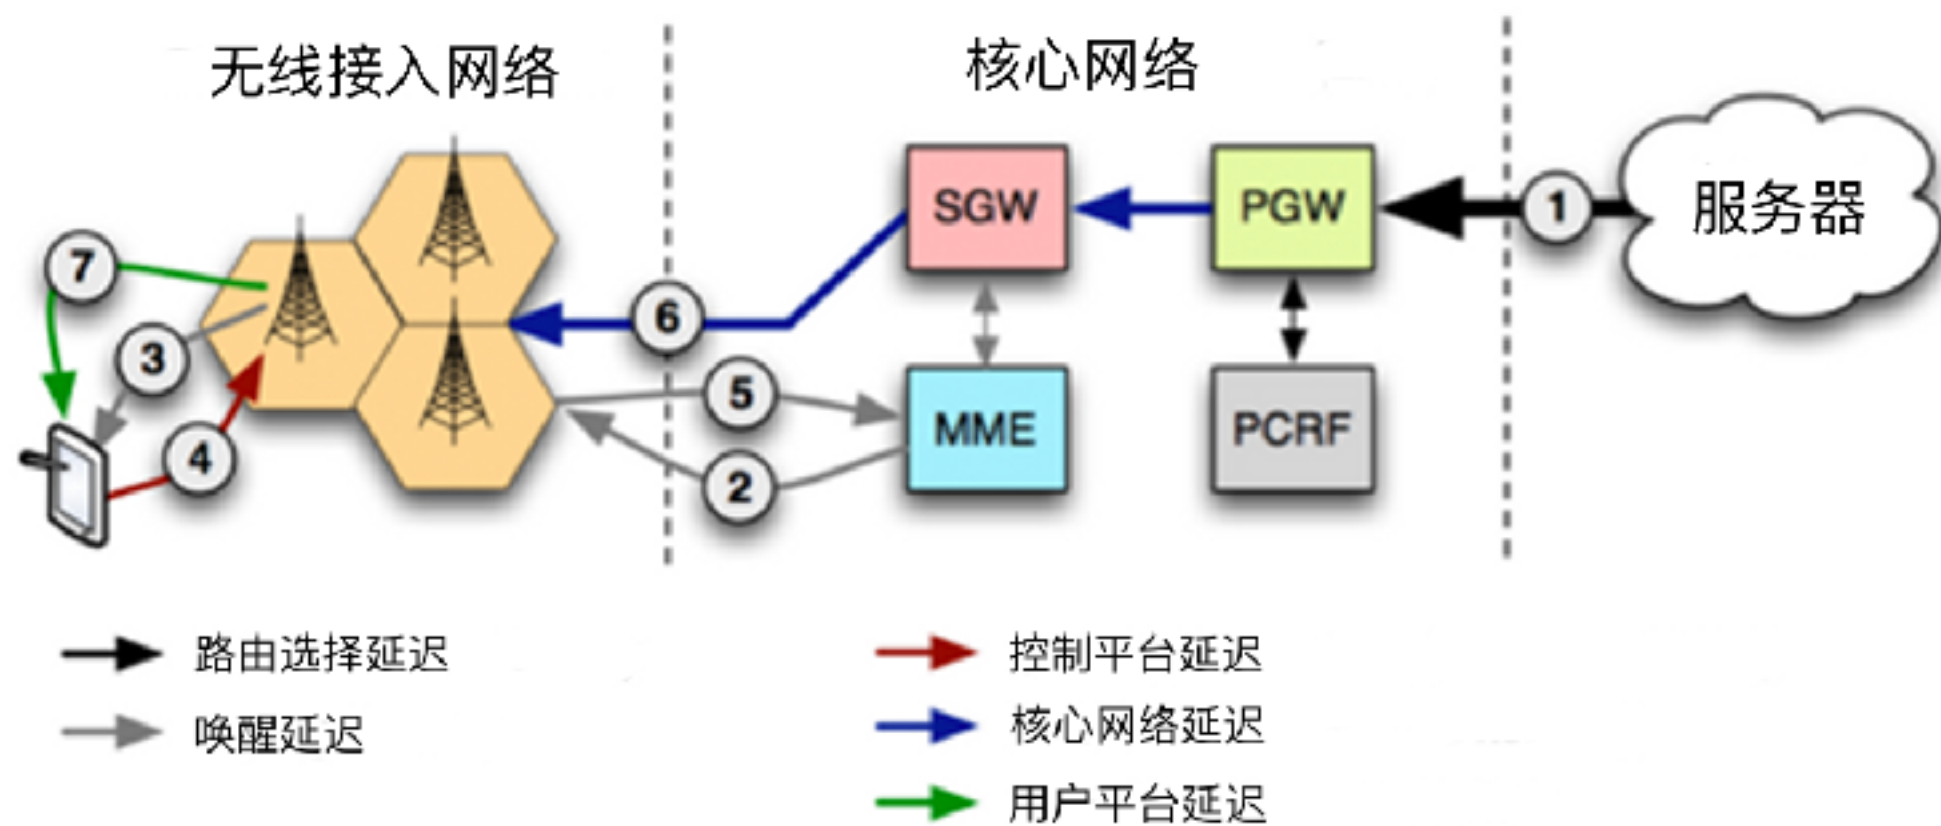 无线接入网络
核心网络
SGW
PGW
1
服务器
7
6
3
5
MME
PCRF
4
2
路由选择延迟
控制平台延迟
唤醒延迟
核心网络延迟
用户平台延迟